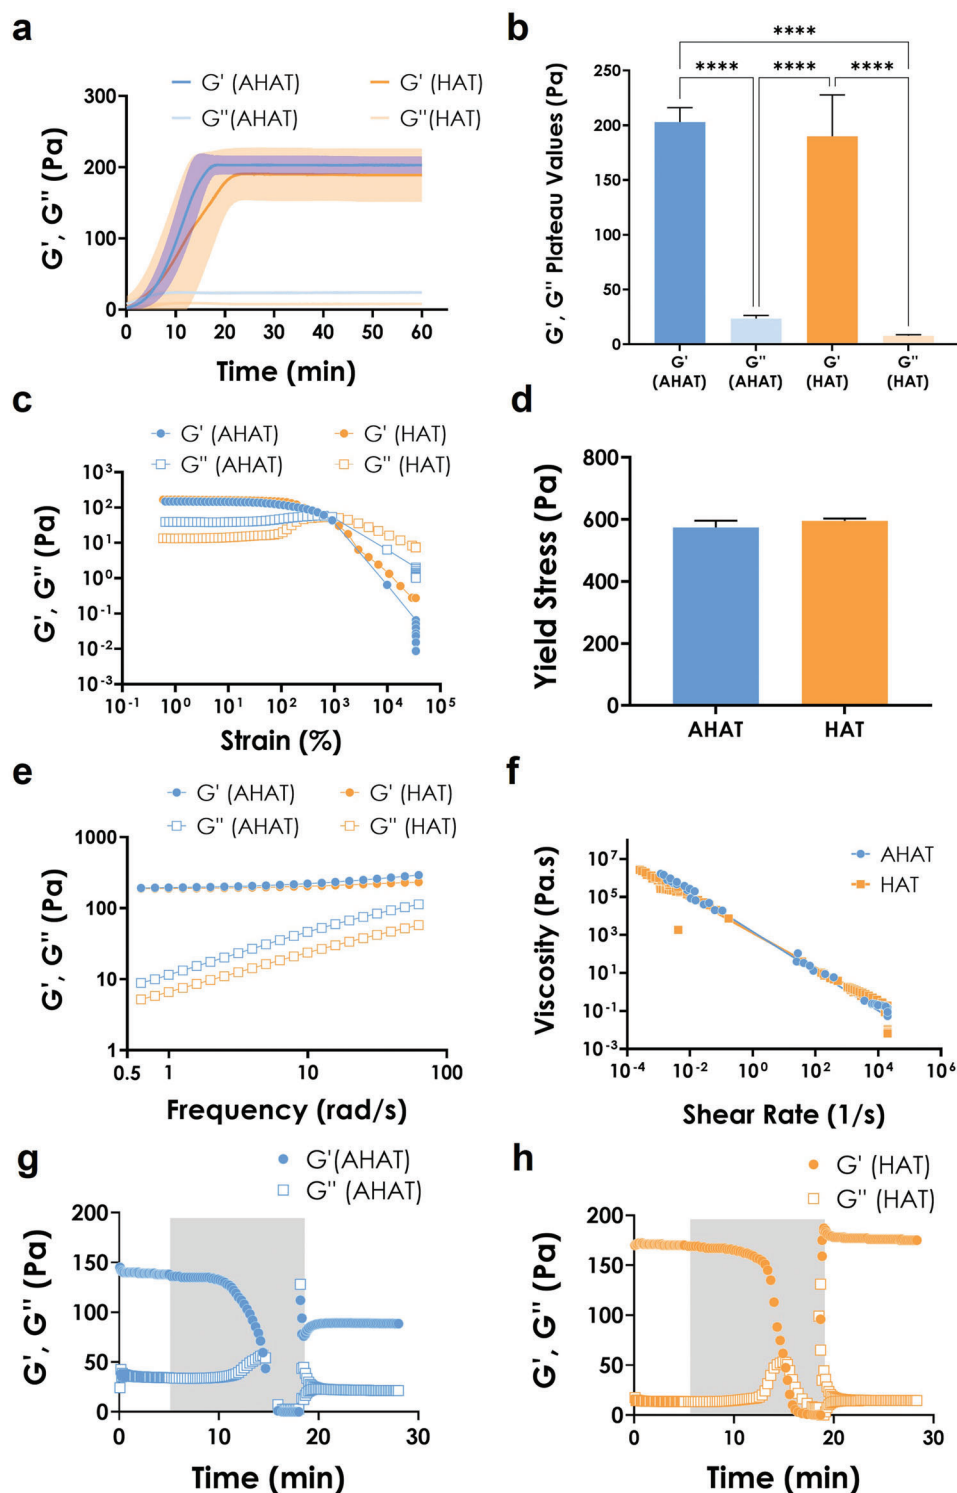 a
G' (AHAT) G' (HAT)
G''(AHAT) G''(HAT)
300
200
100
0
G', G'' (Pa)
0 10 20 30 40 50 60
Time (min)
b
**** 
**** **** ****
250
200
150
100
50
0
G', G'' Plateau Values (Pa)
G' G'' G' G''
(AHAT) (AHAT) (HAT) (HAT)
c
G' (AHAT) G' (HAT)
G'' (AHAT) G'' (HAT)
10³
10²
10¹
10⁰
10⁻¹
10⁻²
10⁻³
G', G'' (Pa)
10⁻¹ 10⁰ 10¹ 10² 10³ 10⁴ 10⁵
Strain (%)
d
800
600
400
200
0
Yield Stress (Pa)
AHAT HAT
e
G' (AHAT) G' (HAT)
G'' (AHAT) G'' (HAT)
1000
100
10
1
G', G'' (Pa)
0.5 1 10 100
Frequency (rad/s)
f
AHAT
HAT
10⁷
10⁵
10³
10¹
10⁻¹
10⁻³
Viscosity (Pa.s)
10⁻⁴ 10⁻² 10⁰ 10² 10⁴ 10⁶
Shear Rate (1/s)
g
G'(AHAT)
G'' (AHAT)
200
150
100
50
0
G', G'' (Pa)
0 10 20 30
Time (min)
h
G' (HAT)
G'' (HAT)
200
150
100
50
0
G', G'' (Pa)
0 10 20 30
Time (min)